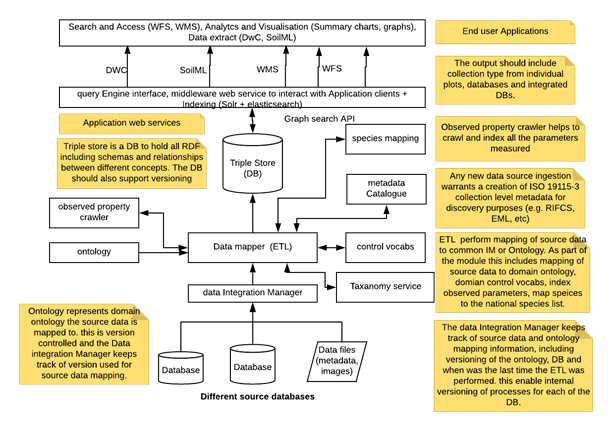 Search and Access (WFS, WMS), Analytcs and Visualisation (Summary charts, graphs),
Data extract (DwC, SoilML)
End user Applications
DWC
SoilML
WMS
WFS
The output should include
collection type from individual
plots, databases and integrated
DBs.
query Engine interface, middleware web service to interact with Application clients +
Indexing (Solr + elasticsearch)
Application web services
Graph search API
Triple store is a DB to hold all RDF
including schemas and relationships
between different concepts. The DB
should also support versioning
Triple Store
(DB)
species mapping
Observed property crawler helps to
crawl and index all the parameters
measured
metadata
Catalogue
Any new data source ingestion
warrants a creation of ISO 19115-3
collection level metadata for
discovery purposes (e.g. RIFCS,
EML, etc)
observed property
crawler
ontology
Data mapper (ETL)
control vocabs
ETL perform mapping of source data
to common IM or Ontology. As part of
the module this includes mapping of
source data to domain ontology,
domian control vocabs, index
observed parameters, map speices
to the national species list.
Taxanomy service
data Integration Manager
Ontology represents domain
ontology the source data is
mapped to. this is version
controlled and the Data
integration Manager keeps
track of version used for
source data mapping.
Database
Database
Data files
(metadata,
images)
The data Integration Manager keeps
track of source data and ontology
mapping information, including
versioning of the ontology, DB and
when was the last time the ETL was
performed. this enable internal
versioning of processes for each of the
DB.
Different source databases